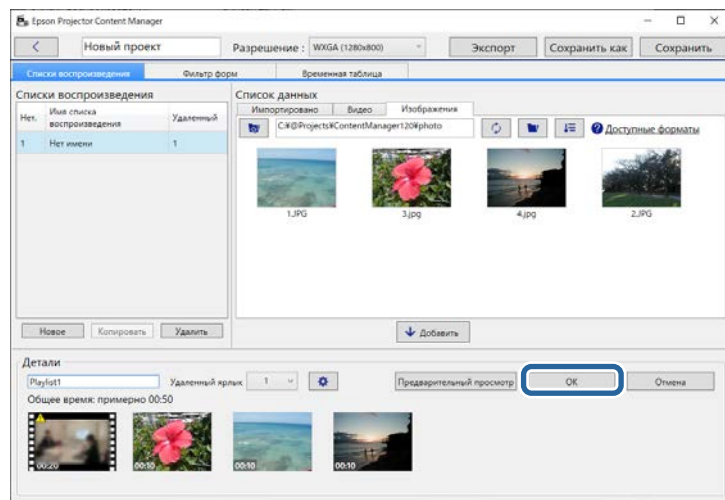 Epson Projector Content Manager
Новый проект Разрешение : WXGA (1280x800) Экспорт Сохранить как Сохранить
Списки воспроизведения Фильтр форм Временная таблица
Списки воспроизведения
Нет. Имя списка воспроизведения Удаленный
1 Нет имени 1
Новое Копировать Удалить
Список данных
Импортировано Видео Изображения
C:¥@Projects¥ContentManager120¥photo Доступные форматы
1.JPG 3.jpg 4.jpg 2.JPG
Добавить
Детали
Playlist1 Удаленный ярлык 1 Предварительный просмотр OK Отмена
Общее время: примерно 00:50
00:20 00:10 00:10 00:10